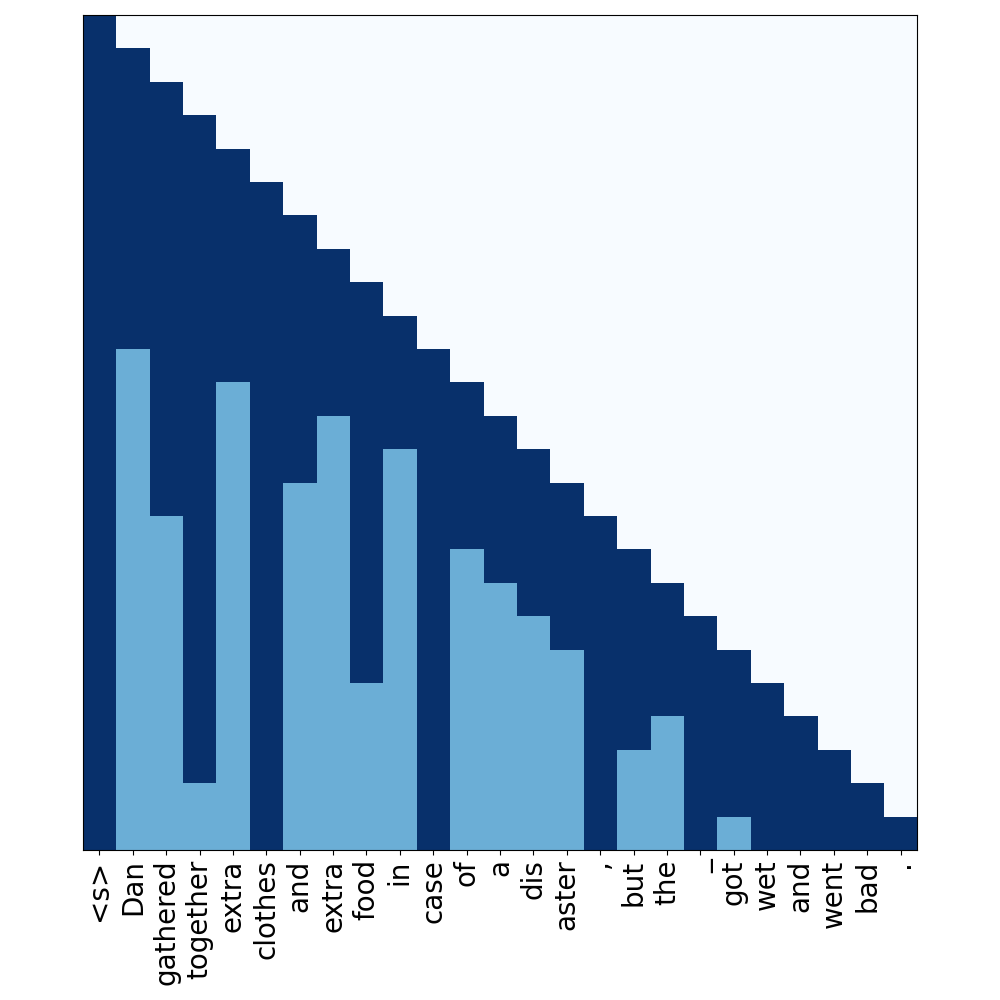 <s> Dan gathered together extra clothes and extra food in case of a dis aster , but the _ got wet and went bad .